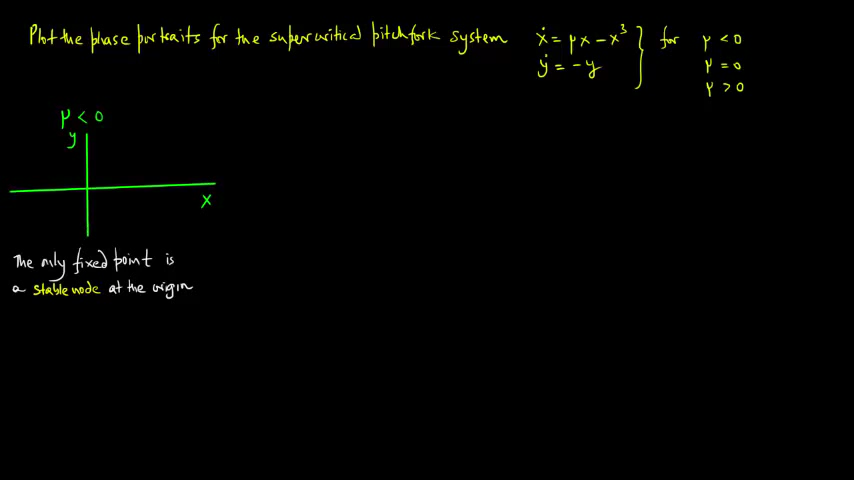 Plot the phase portraits for the supercritical pitchfork system ẋ = μx - x³ } for μ < 0
ẏ = -y μ = 0
μ > 0
μ < 0
y
x
The only fixed point is
a stable node at the origin